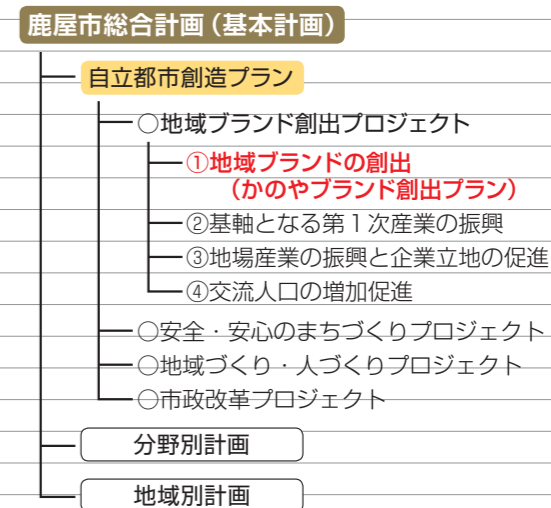 鹿屋市総合計画（基本計画）
自立都市創造プラン
○地域ブランド創出プロジェクト
①地域ブランドの創出
（かのやブランド創出プラン）
②基軸となる第１次産業の振興
③地場産業の振興と企業立地の促進
④交流人口の増加促進
○安全・安心のまちづくりプロジェクト
○地域づくり・人づくりプロジェクト
○市政改革プロジェクト
分野別計画
地域別計画